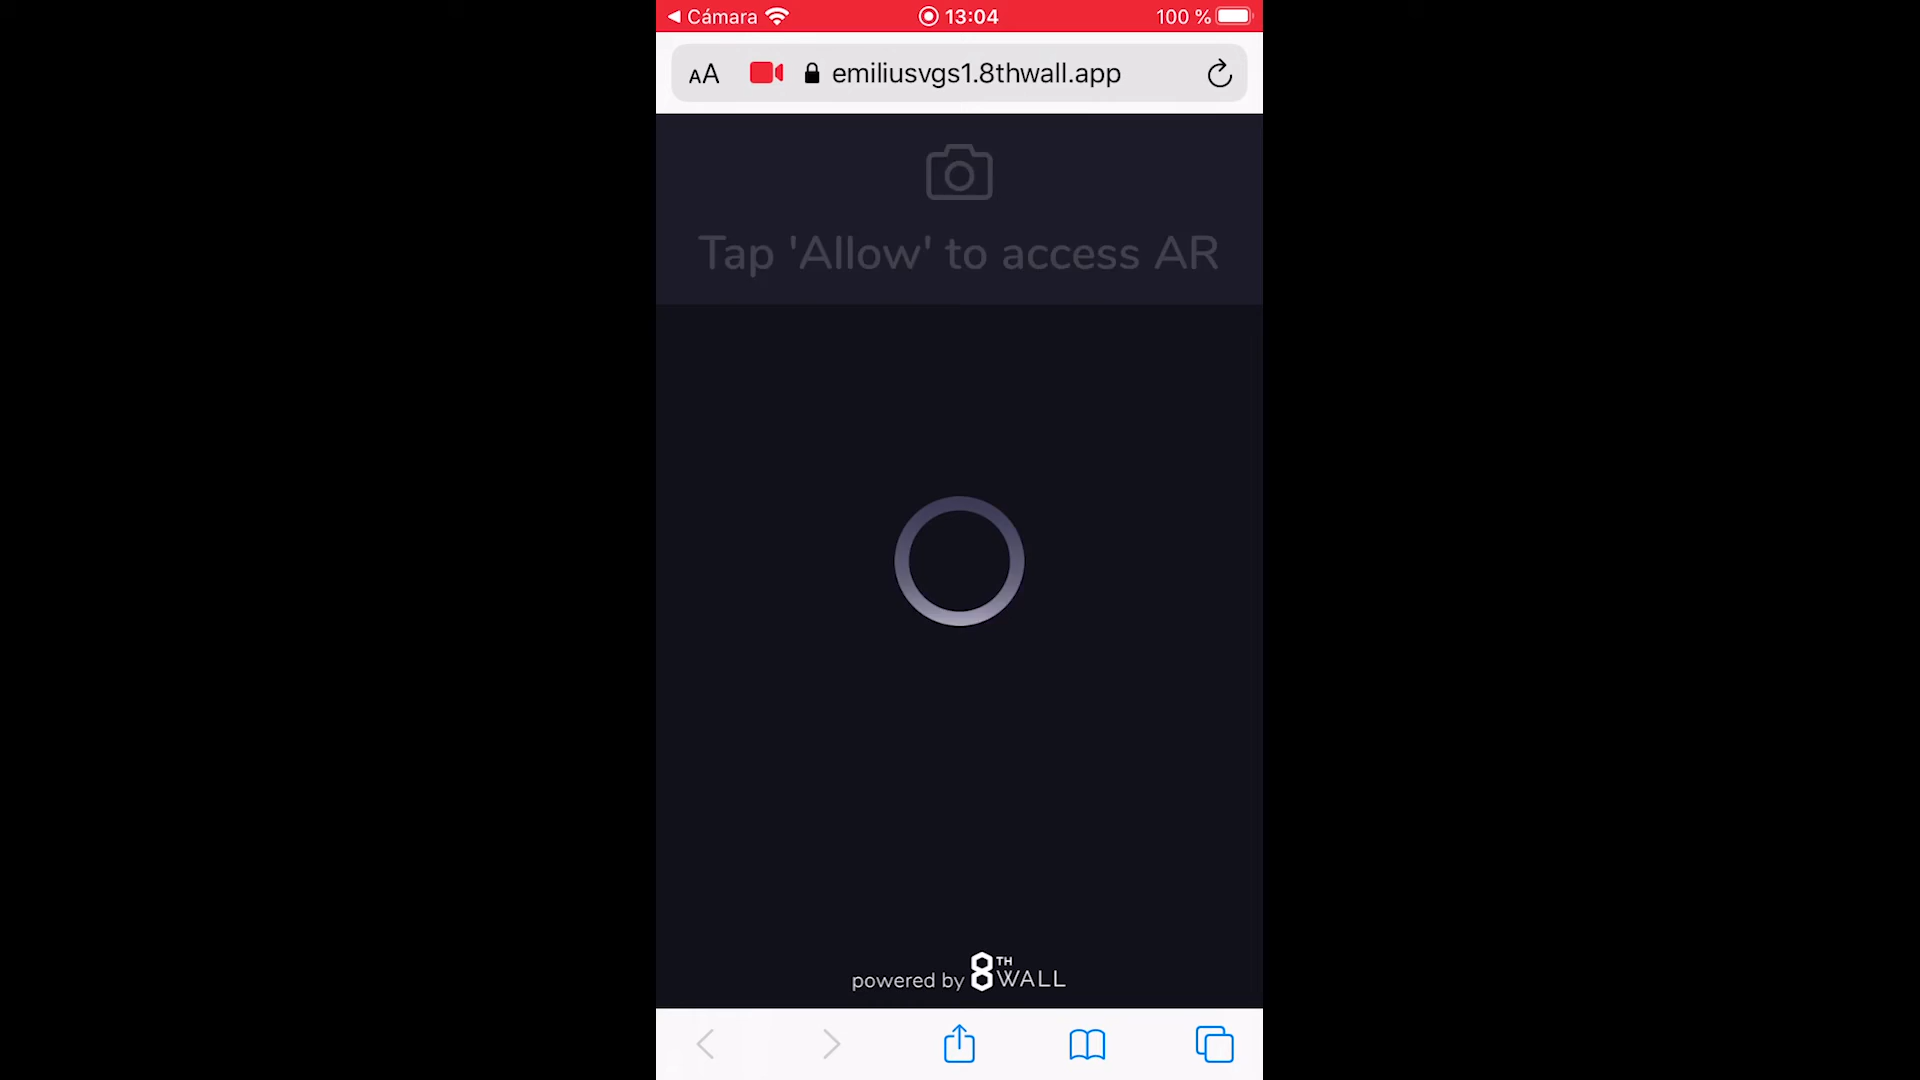 Cámara 13:04 100 %
AA emiliusvgs1.8thwall.app
Tap 'Allow' to access AR
powered by 8TH WALL